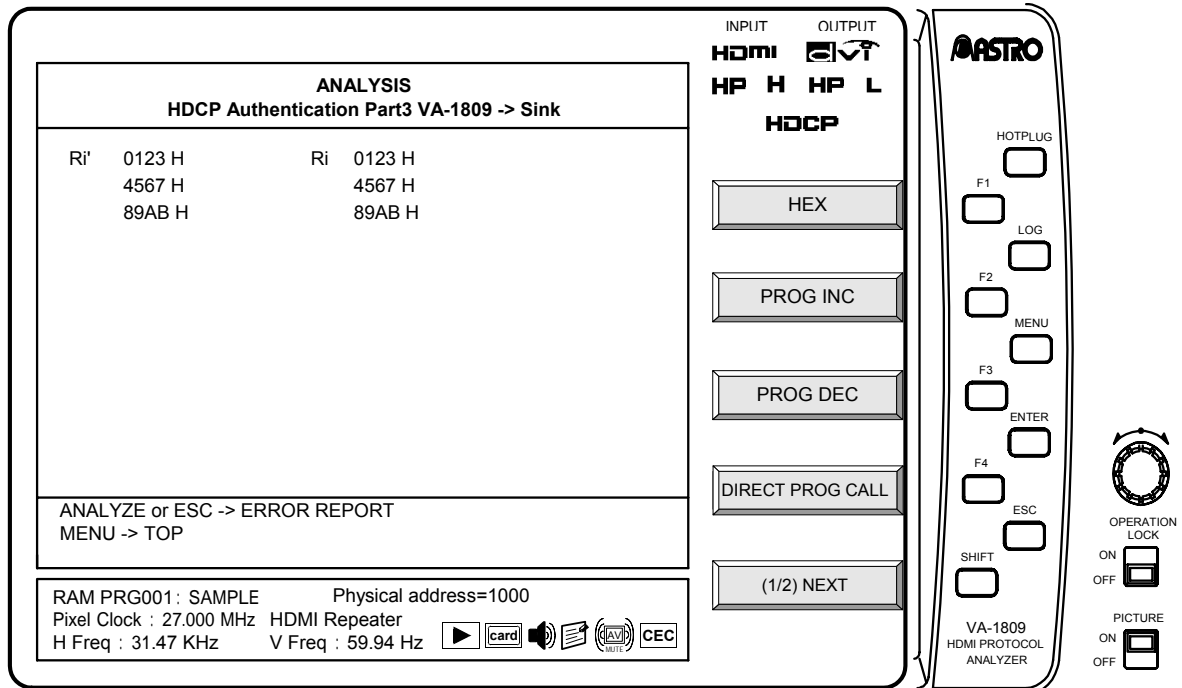 INPUT OUTPUT
HDMI DVI
HP H HP L
HDCP
ANALYSIS
HDCP Authentication Part3 VA-1809 -> Sink
Ri' 0123 H Ri 0123 H
4567 H 4567 H
89AB H 89AB H
ANALYZE or ESC -> ERROR REPORT
MENU -> TOP
RAM PRG001: SAMPLE Physical address=1000
Pixel Clock : 27.000 MHz HDMI Repeater
H Freq : 31.47 KHz V Freq : 59.94 Hz
card
AV
MUTE
CEC
HEX
PROG INC
PROG DEC
DIRECT PROG CALL
(1/2) NEXT
ASTRO
HOTPLUG
F1
LOG
F2
MENU
F3
ENTER
F4
ESC
SHIFT
VA-1809
HDMI PROTOCOL
ANALYZER
OPERATION
LOCK
ON
OFF
PICTURE
ON
OFF